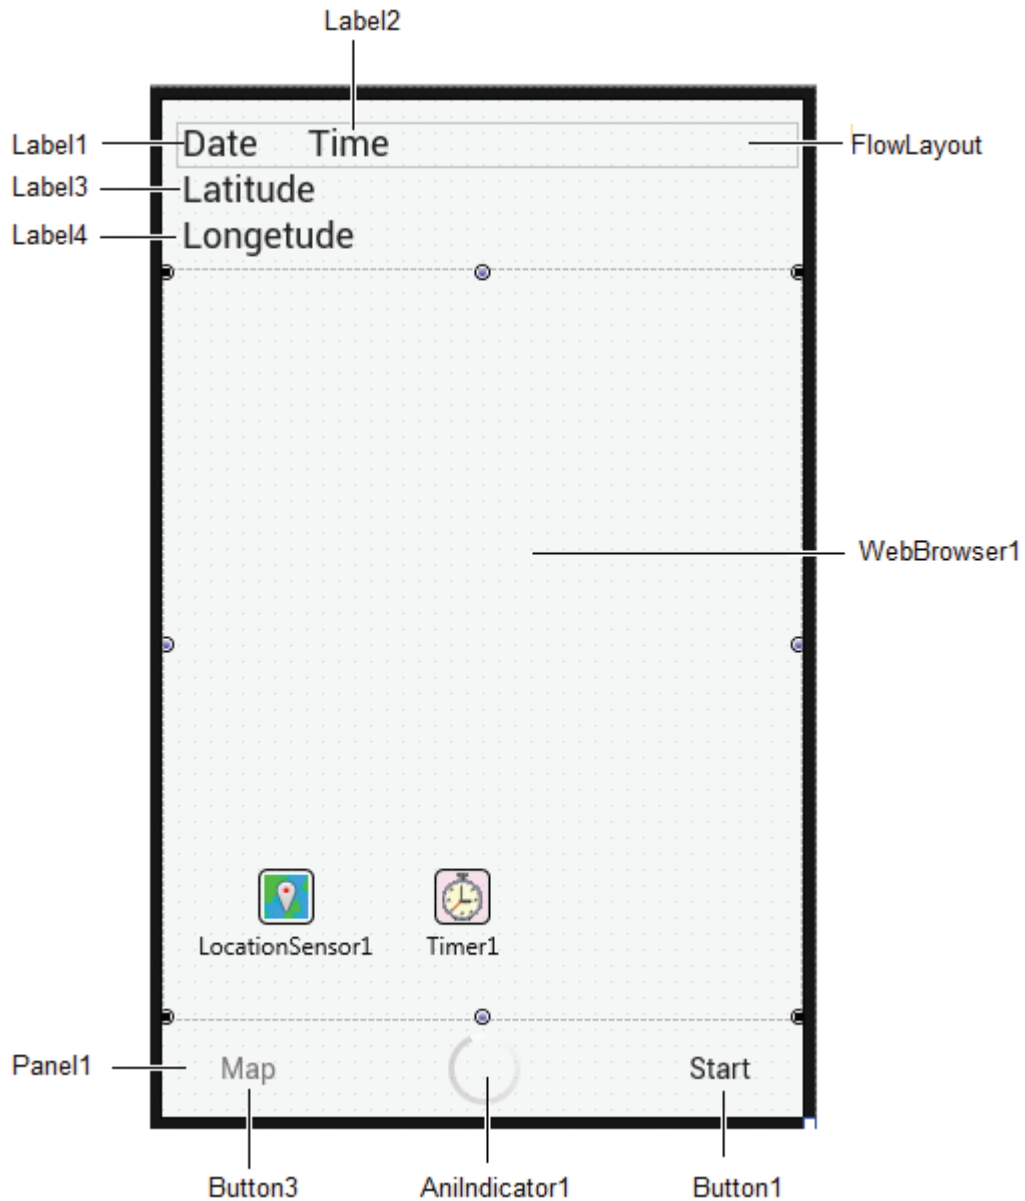 Label2
Label1 Date Time FlowLayout
Label3 Latitude
Label4 Longetude
WebBrowser1
LocationSensor1 Timer1
Panel1 Map Start
Button3 AniIndicator1 Button1